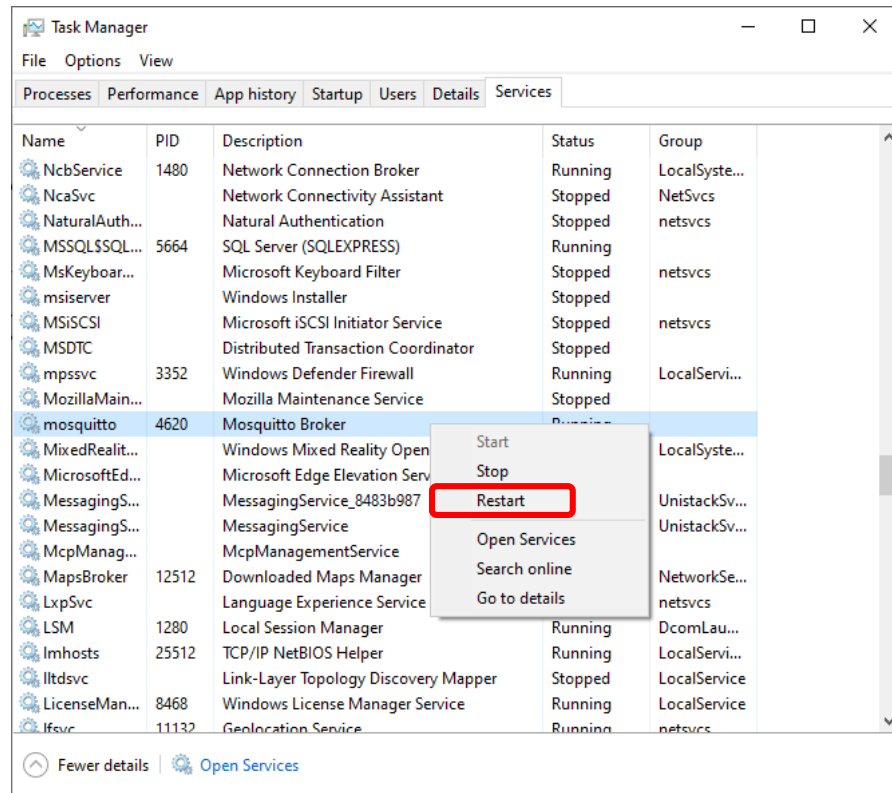 Task Manager
File Options View
Processes Performance App history Startup Users Details Services
Name PID Description Status Group
NcbService 1480 Network Connection Broker Running LocalSyste...
NcaSvc Network Connectivity Assistant Stopped NetSvcs
NaturalAuth... Natural Authentication Stopped netsvcs
MSSQL$SQL... 5664 SQL Server (SQLEXPRESS) Running
MsKeyboar... Microsoft Keyboard Filter Stopped netsvcs
msiserver Windows Installer Stopped
MSiSCSI Microsoft iSCSI Initiator Service Stopped netsvcs
MSDTC Distributed Transaction Coordinator Stopped
mpssvc 3352 Windows Defender Firewall Running LocalServi...
MozillaMain... Mozilla Maintenance Service Stopped
mosquitto 4620 Mosquitto Broker Running
MixedRealit... Windows Mixed Reality Open LocalSyste...
MicrosoftEd... Microsoft Edge Elevation Serv
MessagingS... MessagingService_8483b987 UnistackSv...
MessagingS... MessagingService UnistackSv...
McpManag... McpManagementService
MapsBroker 12512 Downloaded Maps Manager NetworkSe...
LxpSvc Language Experience Service netsvcs
LSM 1280 Local Session Manager Running DcomLau...
lmhosts 25512 TCP/IP NetBIOS Helper Running LocalServi...
lltdsvc Link-Layer Topology Discovery Mapper Stopped LocalService
LicenseMan... 8468 Windows License Manager Service Running LocalService
lfsvc 11132 Geolocation Service Running netsvcs
Start
Stop
Restart
Open Services
Search online
Go to details
Fewer details Open Services